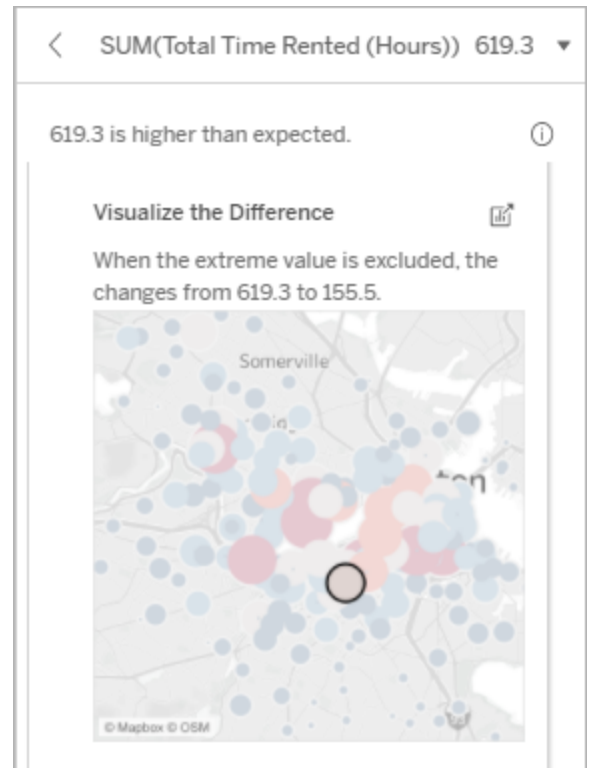 SUM(Total Time Rented (Hours)) 619.3
619.3 is higher than expected.
Visualize the Difference
When the extreme value is excluded, the
changes from 619.3 to 155.5.
Somerville
© Mapbox © OSM